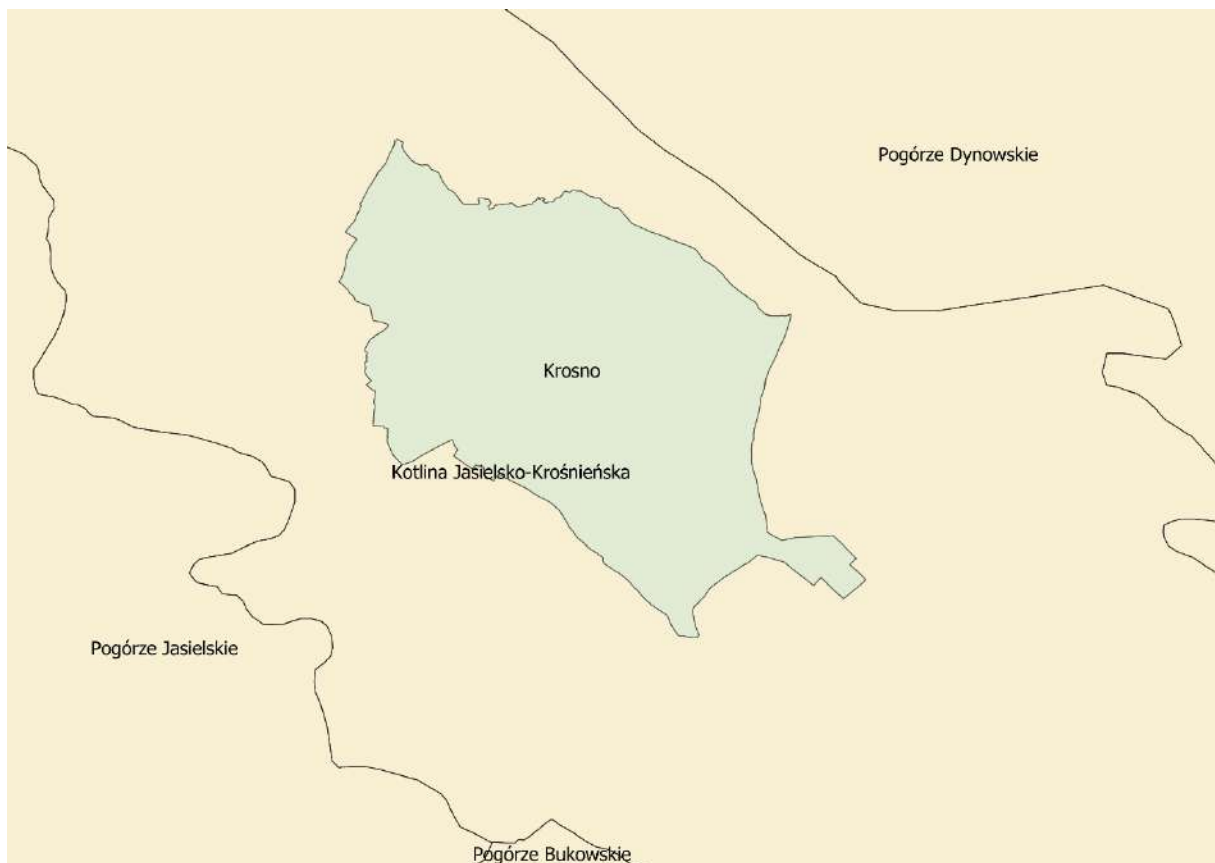 Pogórze Dynowskie
Krosno
Kotlina Jasielsko-Krośnieńska
Pogórze Jasielskie
Pogórze Bukowskie